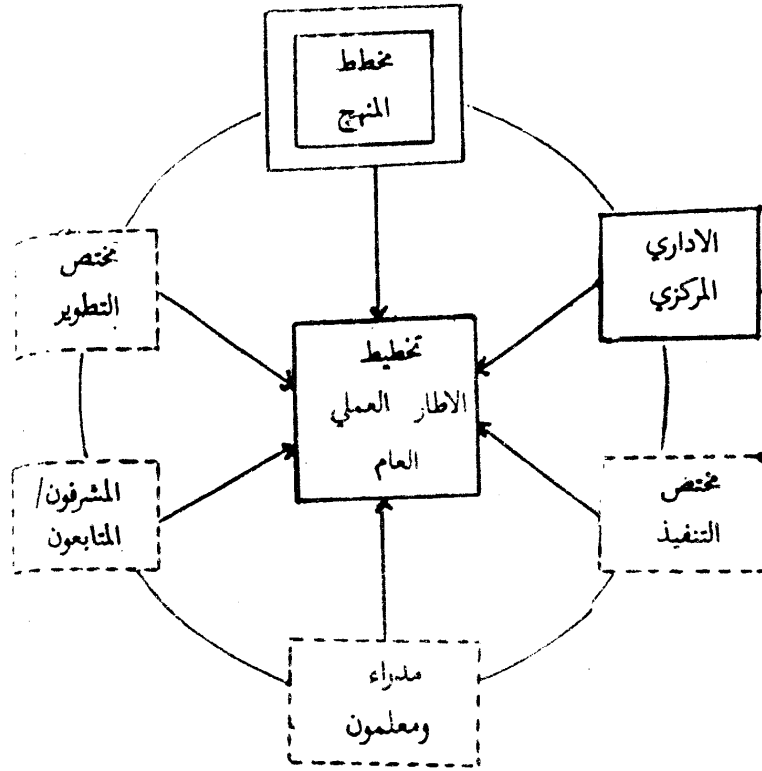 مخطط
المنهج
الاداري
المركزي
مختص
التطوير
تخطيط
الاطار العملي
العام
مختص
التنفيذ
المشرفون/
المتابعون
مدراء
ومعلمون